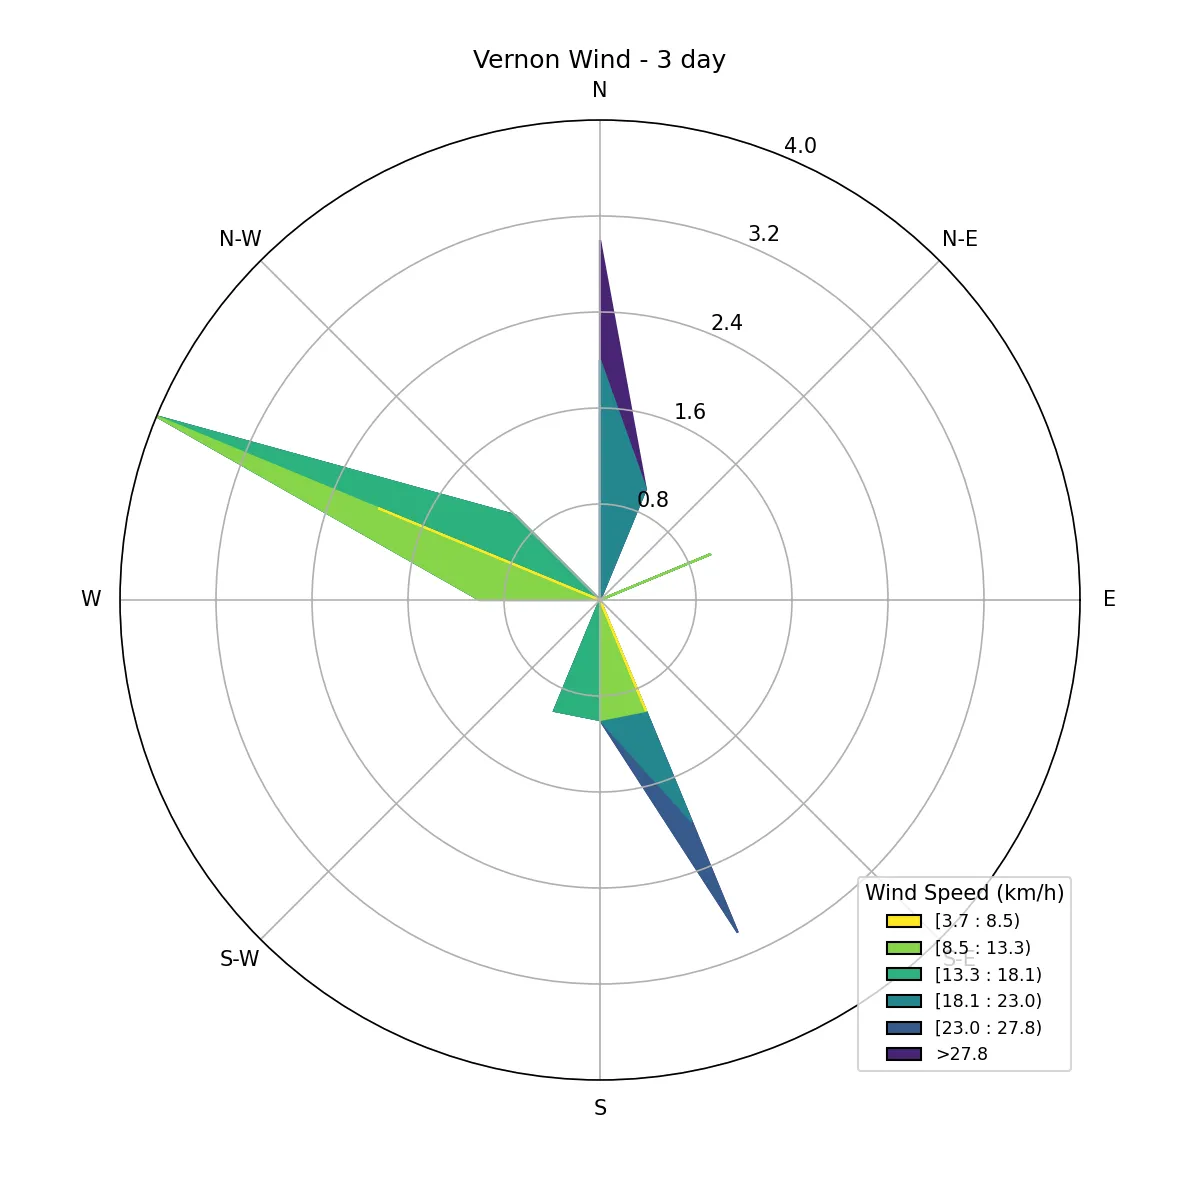 Vernon Wind - 3 day
N
4.0
N-W
3.2
N-E
2.4
1.6
0.8
W
E
S-W
S-E
S
Wind Speed (km/h)
[3.7 : 8.5)
[8.5 : 13.3)
[13.3 : 18.1)
[18.1 : 23.0)
[23.0 : 27.8)
>27.8